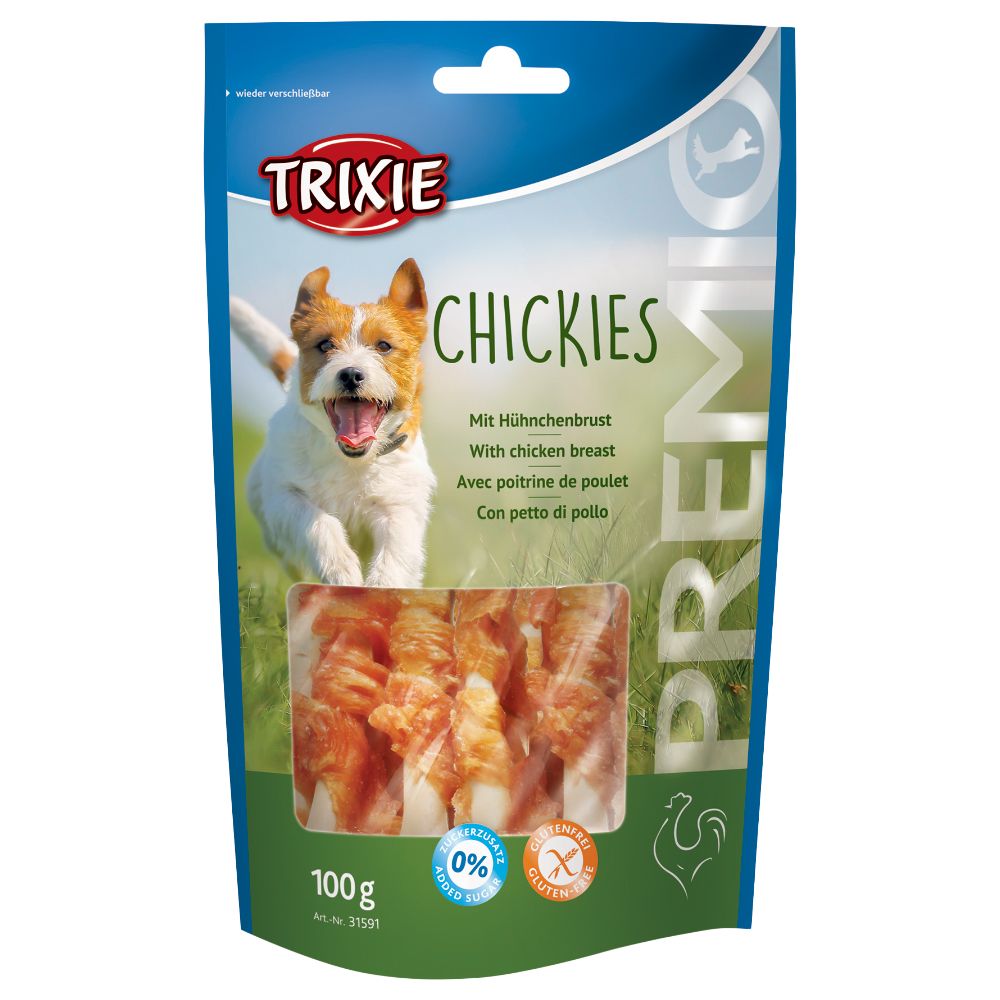 wieder verschließbar
TRIXIE
CHICKIES
Mit Hühnchenbrust
With chicken breast
Avec poitrine de poulet
Con petto di pollo
PREMIO
ZUCKERZUSATZ
0%
ADDED SUGAR
GLUTENFREI
GLUTEN-FREE
100 g
Art.-Nr. 31591